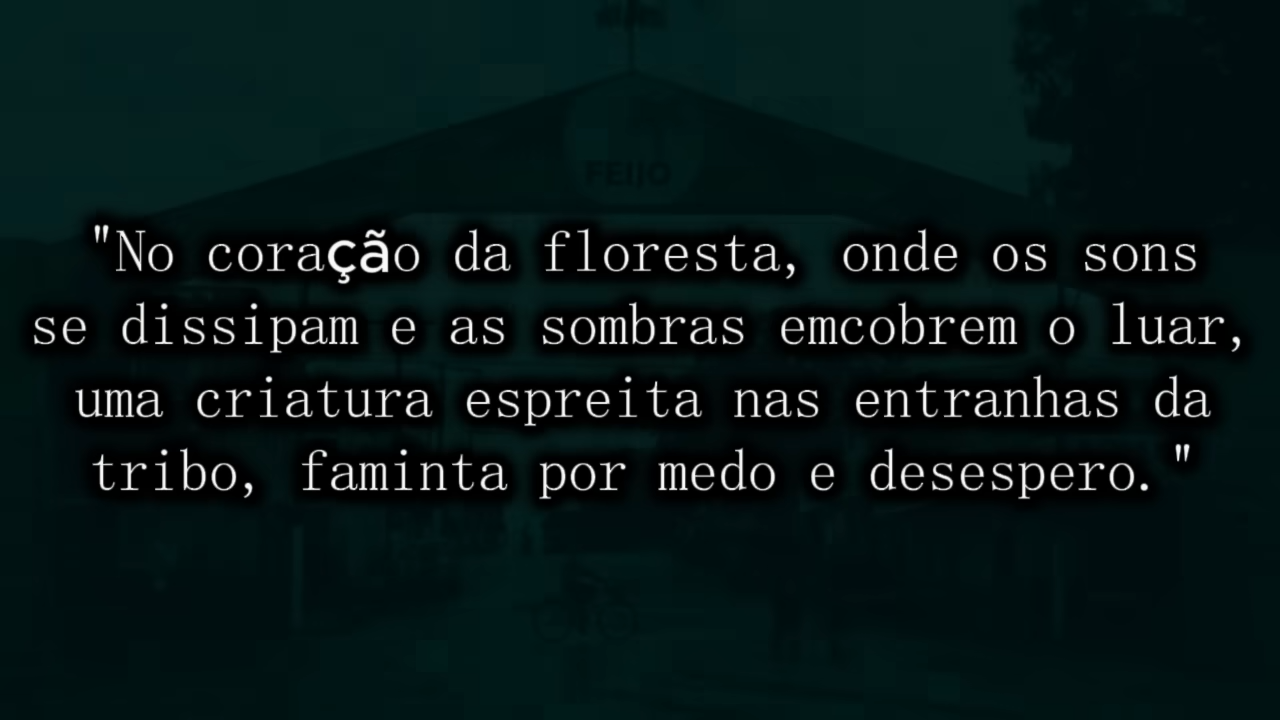 FEIJO
"No coração da floresta, onde os sons
se dissipam e as sombras emcobrem o luar,
uma criatura espreita nas entranhas da
tribo, faminta por medo e desespero."